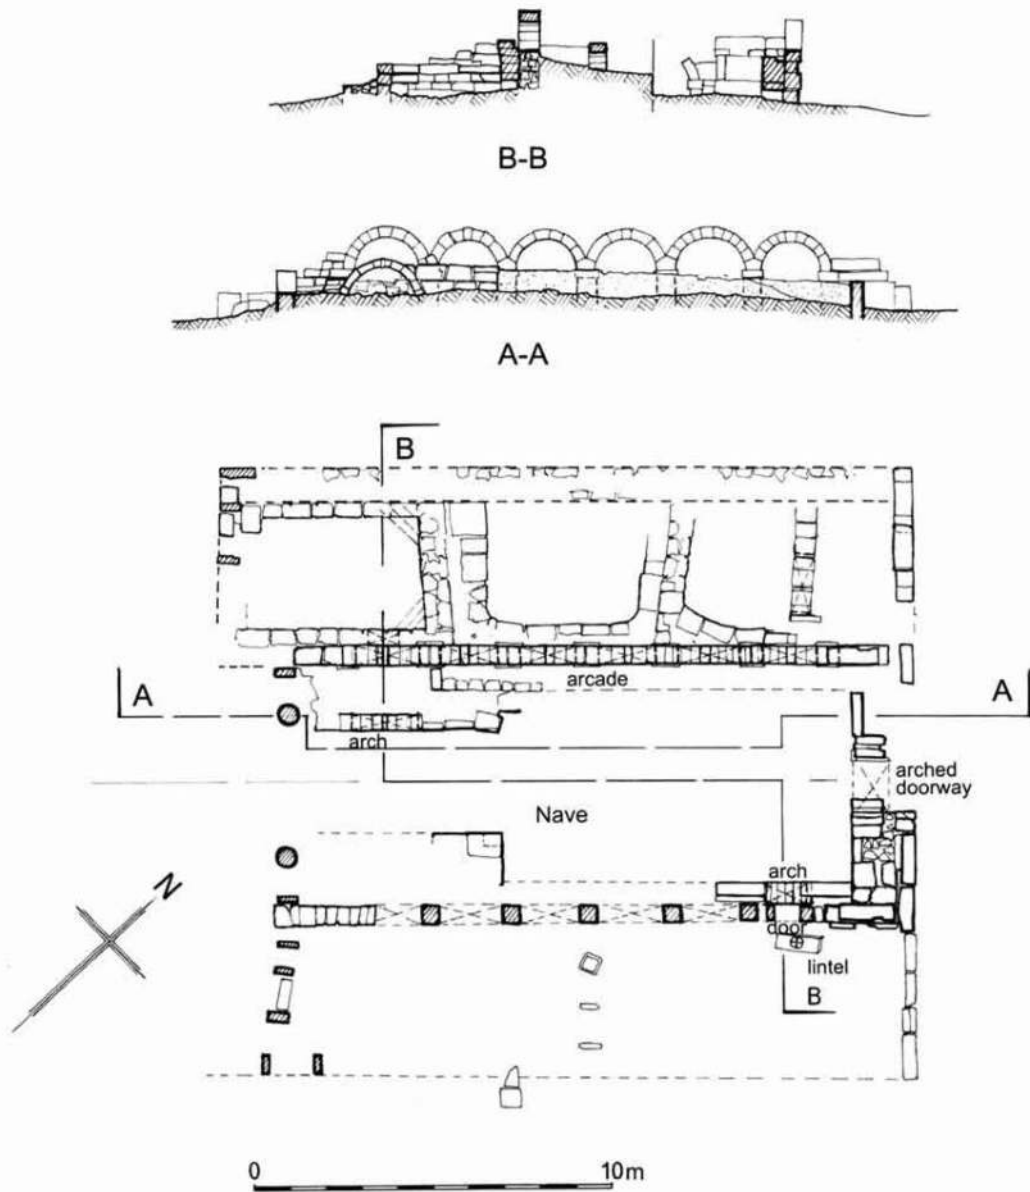 B-B
A-A
B
A
A
arcade
arch
arched
doorway
Nave
arch
door
lintel
B
N
0 10m